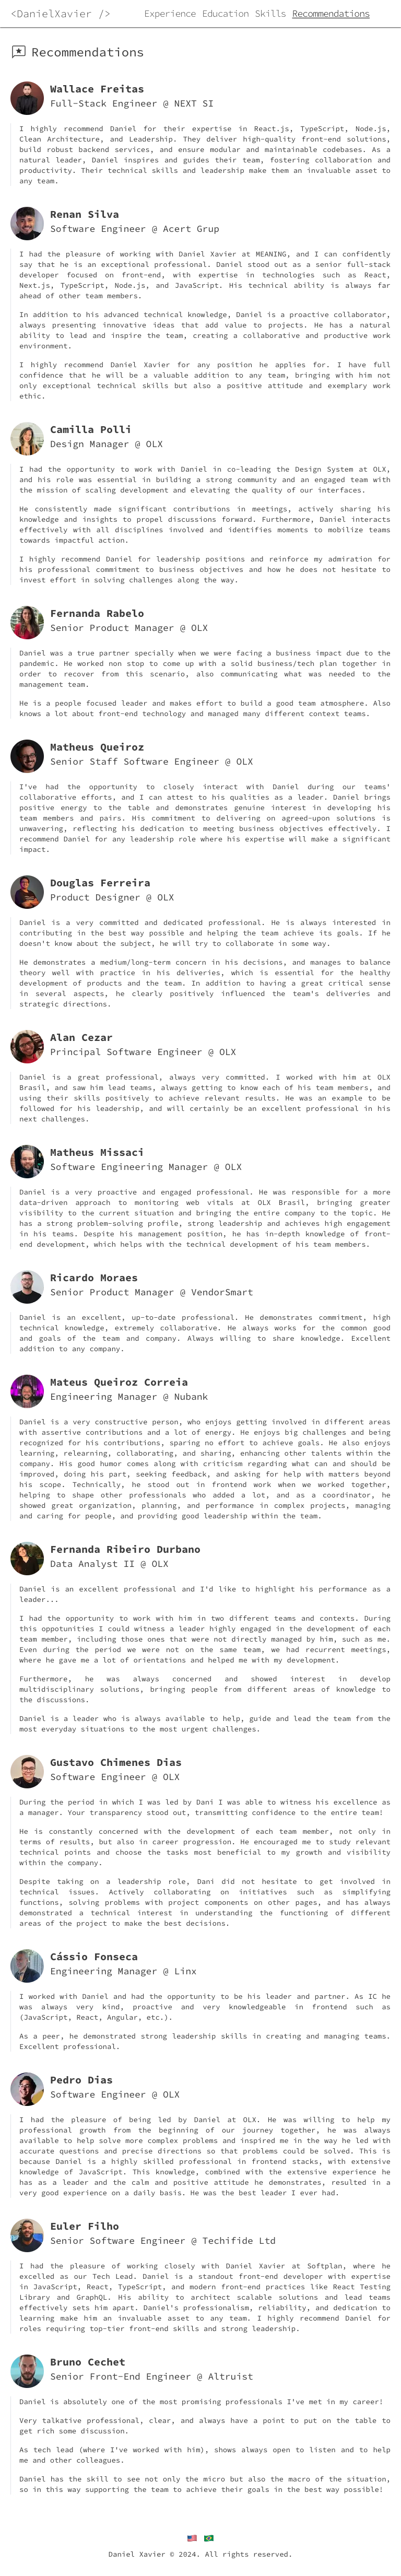 <DanielXavier />
Experience Education Skills Recommendations
Recommendations
Wallace Freitas
Full-Stack Engineer @ NEXT SI
I highly recommend Daniel for their expertise in React.js, TypeScript, Node.js,
Clean Architecture, and Leadership. They deliver high-quality front-end solutions,
build robust backend services, and ensure modular and maintainable codebases. As a
natural leader, Daniel inspires and guides their team, fostering collaboration and
productivity. Their technical skills and leadership make them an invaluable asset to
any team.
Renan Silva
Software Engineer @ Acert Grup
I had the pleasure of working with Daniel Xavier at MEANING, and I can confidently
say that he is an exceptional professional. Daniel stood out as a senior full-stack
developer focused on front-end, with expertise in technologies such as React,
Next.js, TypeScript, Node.js, and JavaScript. His technical ability is always far
ahead of other team members.
In addition to his advanced technical knowledge, Daniel is a proactive collaborator,
always presenting innovative ideas that add value to projects. He has a natural
ability to lead and inspire the team, creating a collaborative and productive work
environment.
I highly recommend Daniel Xavier for any position he applies for. I have full
confidence that he will be a valuable addition to any team, bringing with him not
only exceptional technical skills but also a positive attitude and exemplary work
ethic.
Camilla Polli
Design Manager @ OLX
I had the opportunity to work with Daniel in co-leading the Design System at OLX,
and his role was essential in building a strong community and an engaged team with
the mission of scaling development and elevating the quality of our interfaces.
He consistently made significant contributions in meetings, actively sharing his
knowledge and insights to propel discussions forward. Furthermore, Daniel interacts
effectively with all disciplines involved and identifies moments to mobilize teams
towards impactful action.
I highly recommend Daniel for leadership positions and reinforce my admiration for
his professional commitment to business objectives and how he does not hesitate to
invest effort in solving challenges along the way.
Fernanda Rabelo
Senior Product Manager @ OLX
Daniel was a true partner specially when we were facing a business impact due to the
pandemic. He worked non stop to come up with a solid business/tech plan together in
order to recover from this scenario, also communicating what was needed to the
management team.
He is a people focused leader and makes effort to build a good team atmosphere. Also
knows a lot about front-end technology and managed many different context teams.
Matheus Queiroz
Senior Staff Software Engineer @ OLX
I've had the opportunity to closely interact with Daniel during our teams'
collaborative efforts, and I can attest to his qualities as a leader. Daniel brings
positive energy to the table and demonstrates genuine interest in developing his
team members and pairs. His commitment to delivering on agreed-upon solutions is
unwavering, reflecting his dedication to meeting business objectives effectively. I
recommend Daniel for any leadership role where his expertise will make a significant
impact.
Douglas Ferreira
Product Designer @ OLX
Daniel is a very committed and dedicated professional. He is always interested in
contributing in the best way possible and helping the team achieve its goals. If he
doesn't know about the subject, he will try to collaborate in some way.
He demonstrates a medium/long-term concern in his decisions, and manages to balance
theory well with practice in his deliveries, which is essential for the healthy
development of products and the team. In addition to having a great critical sense
in several aspects, he clearly positively influenced the team's deliveries and
strategic directions.
Alan Cezar
Principal Software Engineer @ OLX
Daniel is a great professional, always very committed. I worked with him at OLX
Brasil, and saw him lead teams, always getting to know each of his team members, and
using their skills positively to achieve relevant results. He was an example to be
followed for his leadership, and will certainly be an excellent professional in his
next challenges.
Matheus Missaci
Software Engineering Manager @ OLX
Daniel is a very proactive and engaged professional. He was responsible for a more
data-driven approach to monitoring web vitals at OLX Brasil, bringing greater
visibility to the current situation and bringing the entire company to the topic. He
has a strong problem-solving profile, strong leadership and achieves high engagement
in his teams. Despite his management position, he has in-depth knowledge of front-
end development, which helps with the technical development of his team members.
Ricardo Moraes
Senior Product Manager @ VendorSmart
Daniel is an excellent, up-to-date professional. He demonstrates commitment, high
technical knowledge, extremely collaborative. He always works for the common good
and goals of the team and company. Always willing to share knowledge. Excellent
addition to any company.
Mateus Queiroz Correia
Engineering Manager @ Nubank
Daniel is a very constructive person, who enjoys getting involved in different areas
with assertive contributions and a lot of energy. He enjoys big challenges and being
recognized for his contributions, sparing no effort to achieve goals. He also enjoys
learning, relearning, collaborating, and sharing, enhancing other talents within the
company. His good humor comes along with criticism regarding what can and should be
improved, doing his part, seeking feedback, and asking for help with matters beyond
his scope. Technically, he stood out in frontend work when we worked together,
helping to shape other professionals who added a lot, and as a coordinator, he
showed great organization, planning, and performance in complex projects, managing
and caring for people, and providing good leadership within the team.
Fernanda Ribeiro Durbano
Data Analyst II @ OLX
Daniel is an excellent professional and I'd like to highlight his performance as a
leader...
I had the opportunity to work with him in two different teams and contexts. During
this oppotunities I could witness a leader highly engaged in the development of each
team member, including those ones that were not directly managed by him, such as me.
Even during the period we were not on the same team, we had recurrent meetings,
where he gave me a lot of orientations and helped me with my development.
Furthermore, he was always concerned and showed interest in develop
multidisciplinary solutions, bringing people from different areas of knowledge to
the discussions.
Daniel is a leader who is always available to help, guide and lead the team from the
most everyday situations to the most urgent challenges.
Gustavo Chimenes Dias
Software Engineer @ OLX
During the period in which I was led by Dani I was able to witness his excellence as
a manager. Your transparency stood out, transmitting confidence to the entire team!
He is constantly concerned with the development of each team member, not only in
terms of results, but also in career progression. He encouraged me to study relevant
technical points and choose the tasks most beneficial to my growth and visibility
within the company.
Despite taking on a leadership role, Dani did not hesitate to get involved in
technical issues. Actively collaborating on initiatives such as simplifying
functions, solving problems with project components on other pages, and has always
demonstrated a technical interest in understanding the functioning of different
areas of the project to make the best decisions.
Cássio Fonseca
Engineering Manager @ Linx
I worked with Daniel and had the opportunity to be his leader and partner. As IC he
was always very kind, proactive and very knowledgeable in frontend such as
(JavaScript, React, Angular, etc.).
As a peer, he demonstrated strong leadership skills in creating and managing teams.
Excellent professional.
Pedro Dias
Software Engineer @ OLX
I had the pleasure of being led by Daniel at OLX. He was willing to help my
professional growth from the beginning of our journey together, he was always
available to help solve more complex problems and inspired me in the way he led with
accurate questions and precise directions so that problems could be solved. This is
because Daniel is a highly skilled professional in frontend stacks, with extensive
knowledge of JavaScript. This knowledge, combined with the extensive experience he
has as a leader and the calm and positive attitude he demonstrates, resulted in a
very good experience on a daily basis. He was the best leader I ever had.
Euler Filho
Senior Software Engineer @ Techifide Ltd
I had the pleasure of working closely with Daniel Xavier at Softplan, where he
excelled as our Tech Lead. Daniel is a standout front-end developer with expertise
in JavaScript, React, TypeScript, and modern front-end practices like React Testing
Library and GraphQL. His ability to architect scalable solutions and lead teams
effectively sets him apart. Daniel's professionalism, reliability, and dedication to
learning make him an invaluable asset to any team. I highly recommend Daniel for
roles requiring top-tier front-end skills and strong leadership.
Bruno Cechet
Senior Front-End Engineer @ Altruist
Daniel is absolutely one of the most promising professionals I've met in my career!
Very talkative professional, clear, and always have a point to put on the table to
get rich some discussion.
As tech lead (where I've worked with him), shows always open to listen and to help
me and other colleagues.
Daniel has the skill to see not only the micro but also the macro of the situation,
so in this way supporting the team to achieve their goals in the best way possible!
Daniel Xavier © 2024. All rights reserved.